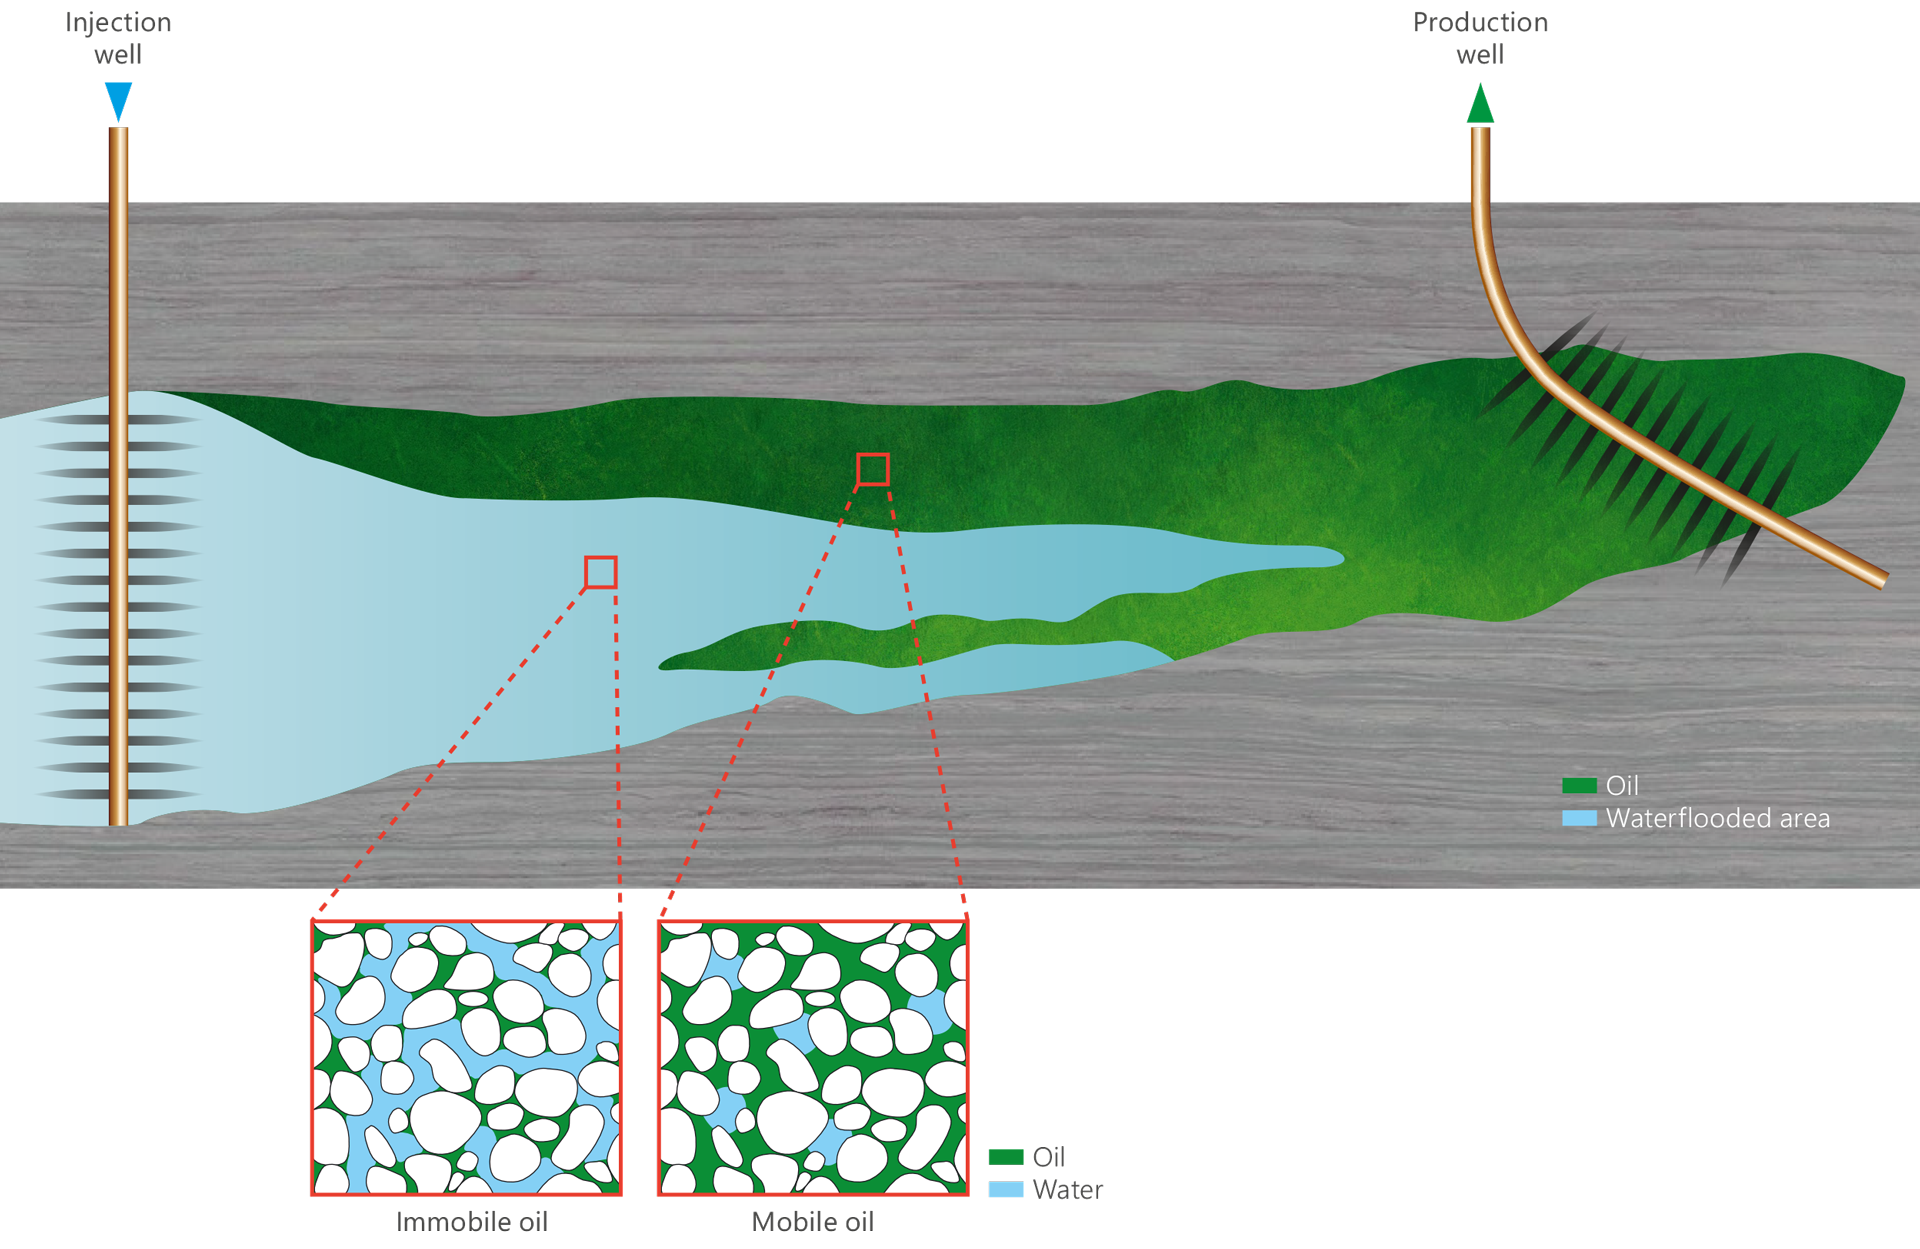 Injection
well
Production
well
Oil
Waterflooded area
Oil
Water
Immobile oil
Mobile oil